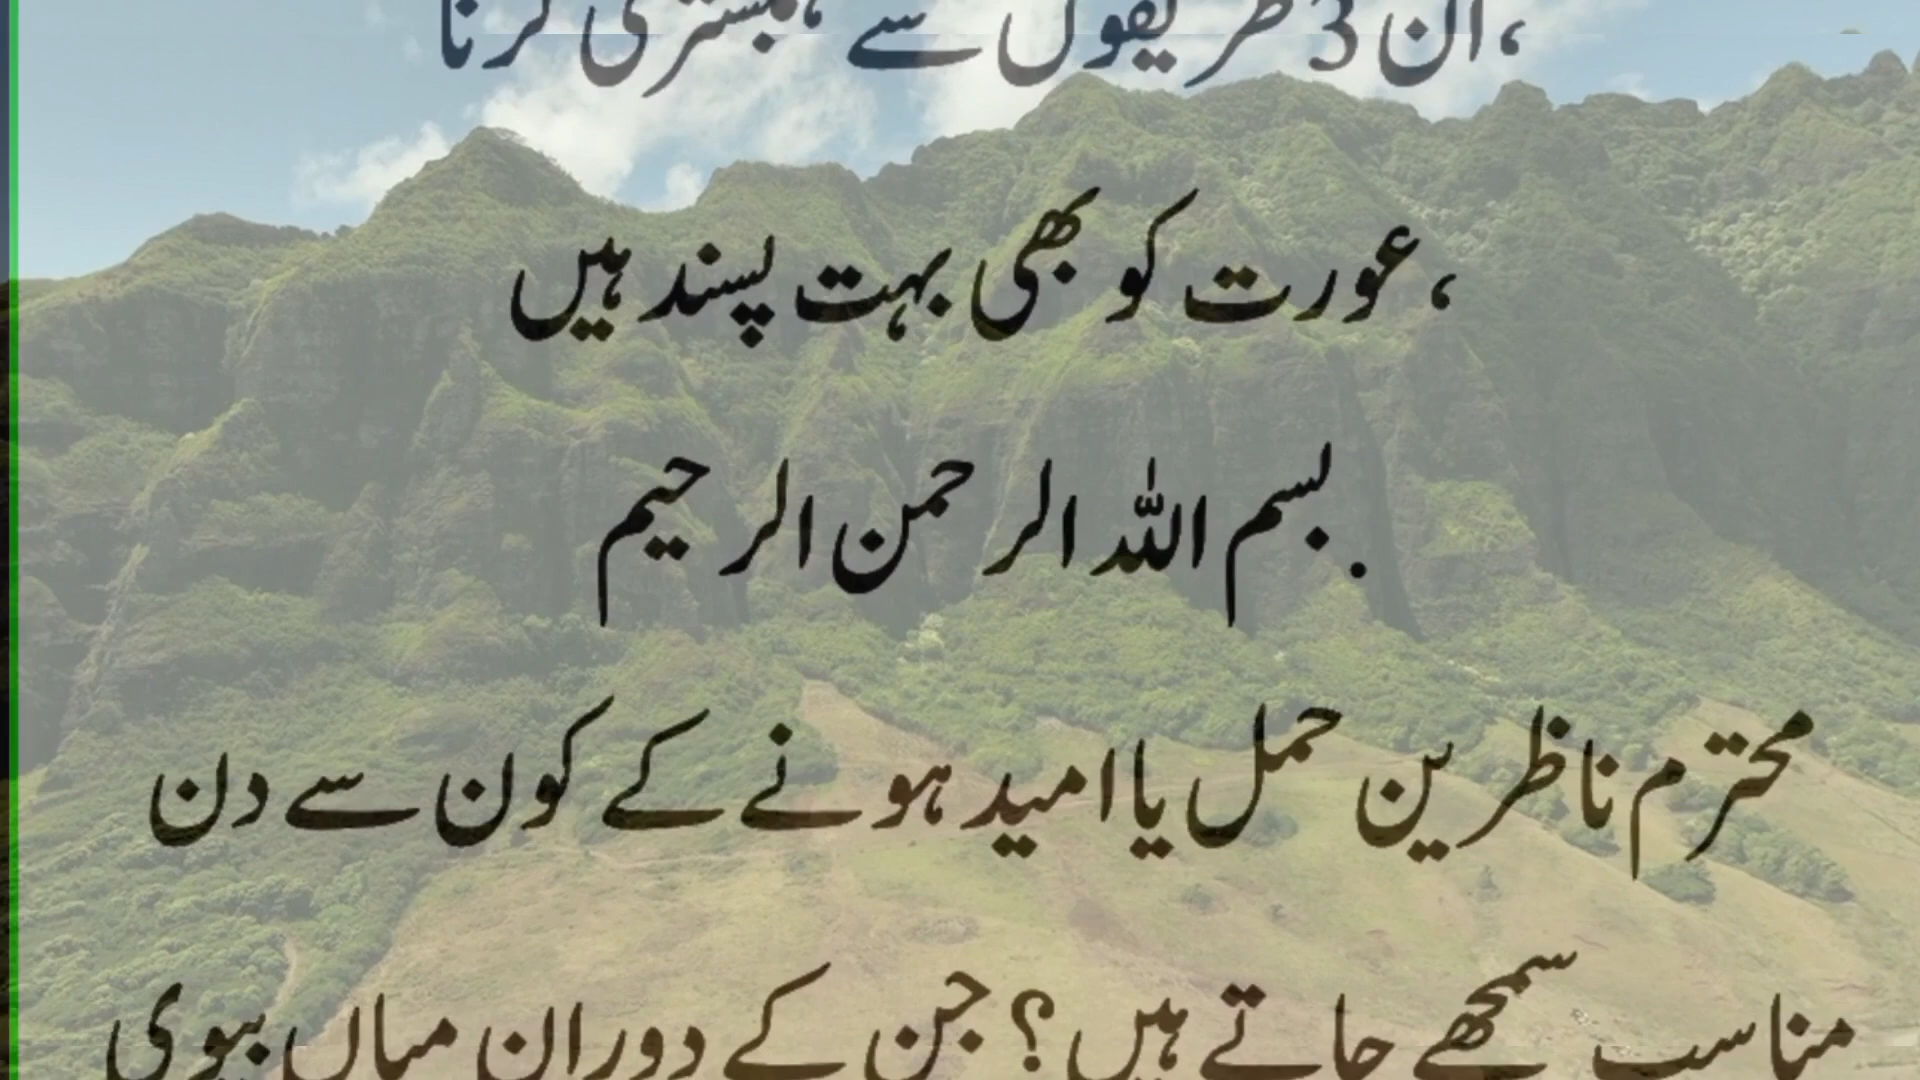 ،ان 3 طریقوں سے ہمبستری کرنا
،عورت کو بھی بہت پسند ہیں
.بسم اللہ الرحمن الرحیم
محترم ناظرین حمل یا امید ہونے کے کون سے دن
مناسب سمجھے جاتے ہیں؟ جن کے دوران میاں بیوی